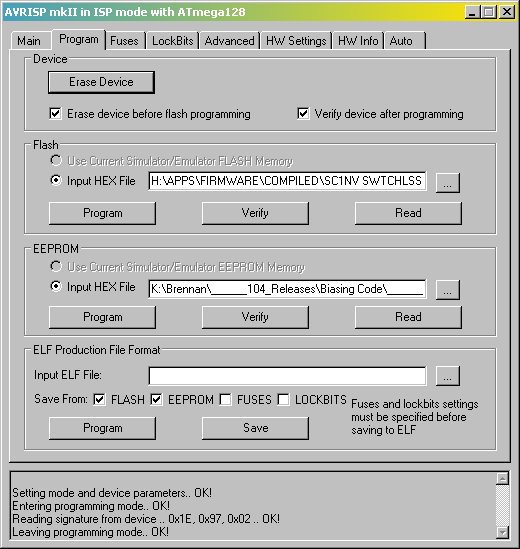 AVRISP mkII in ISP mode with ATmega128
Main Program Fuses LockBits Advanced HW Settings HW Info Auto
Device
Erase Device
Erase device before flash programming Verify device after programming
Flash
Use Current Simulator/Emulator FLASH Memory
Input HEX File H:\APPS\FIRMWARE\COMPILED\SC1NV SWTCHLSS ...
Program Verify Read
EEPROM
Use Current Simulator/Emulator EEPROM Memory
Input HEX File K:\Brennan\______104_Releases\Biasing Code\______ ...
Program Verify Read
ELF Production File Format
Input ELF File: ...
Save From: FLASH EEPROM FUSES LOCKBITS
Fuses and lockbits settings
must be specified before
saving to ELF
Program Save
Setting mode and device parameters.. OK!
Entering programming mode.. OK!
Reading signature from device .. 0x1E, 0x97, 0x02 .. OK!
Leaving programming mode.. OK!